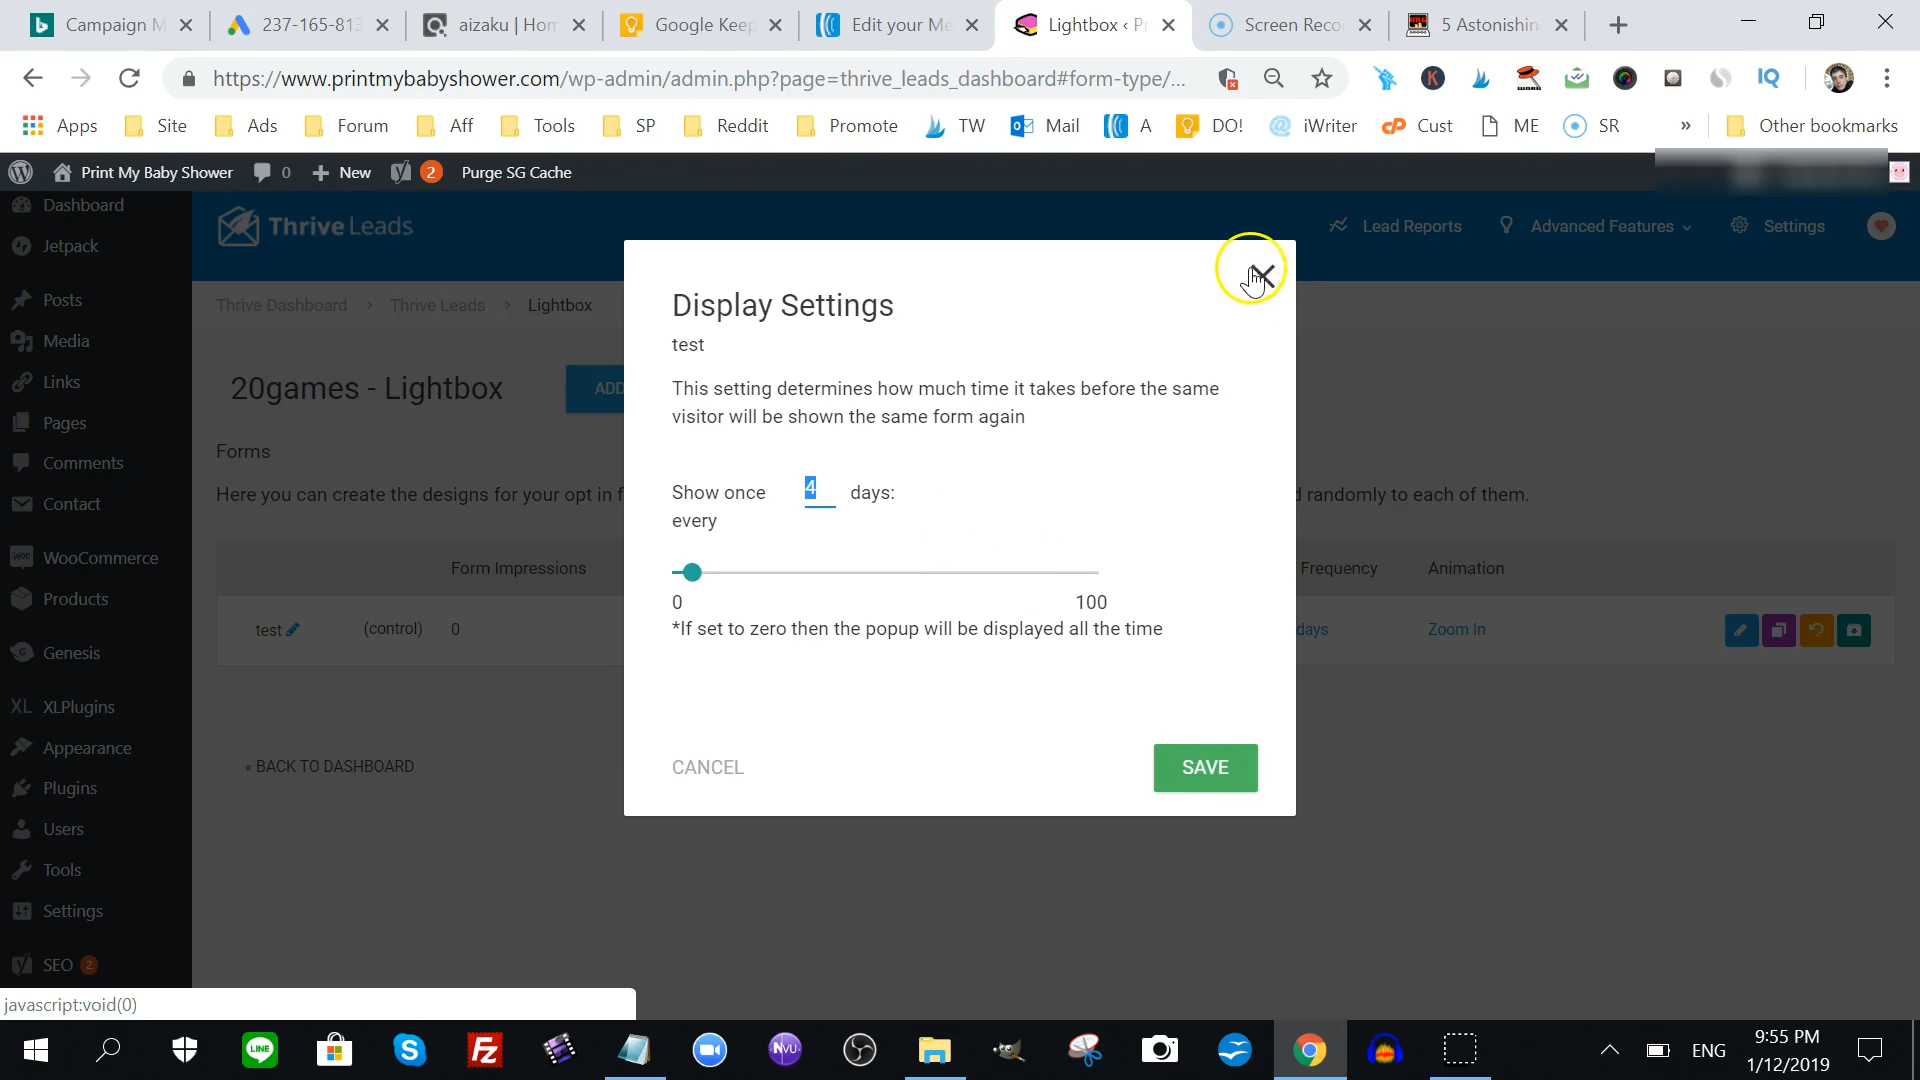 Campaign M
237-165-813
aizaku | Hom
Google Keep
Edit your Me
Lightbox ‹ Pr
Screen Reco
5 Astonishin
https://www.printmybabyshower.com/wp-admin/admin.php?page=thrive_leads_dashboard#form-type/...
Apps
Site
Ads
Forum
Aff
Tools
SP
Reddit
Promote
TW
Mail
A
DO!
iWriter
Cust
ME
SR
»
Other bookmarks
Print My Baby Shower
0
New
2
Purge SG Cache
Dashboard
Jetpack
Posts
Media
Links
Pages
Comments
Contact
WooCommerce
Products
Genesis
XL XLPlugins
Appearance
Plugins
Users
Tools
Settings
SEO 2
Thrive Leads
Lead Reports
Advanced Features
Settings
Thrive Dashboard > Thrive Leads > Lightbox
20games - Lightbox
ADD
Forms
Here you can create the designs for your opt in f
d randomly to each of them.
Form Impressions
Frequency
Animation
test
(control)
0
days
Zoom In
« BACK TO DASHBOARD
Display Settings
test
This setting determines how much time it takes before the same
visitor will be shown the same form again
Show once 4 days:
every
0 100
*If set to zero then the popup will be displayed all the time
CANCEL
SAVE
javascript:void(0)
ENG
9:55 PM
1/12/2019